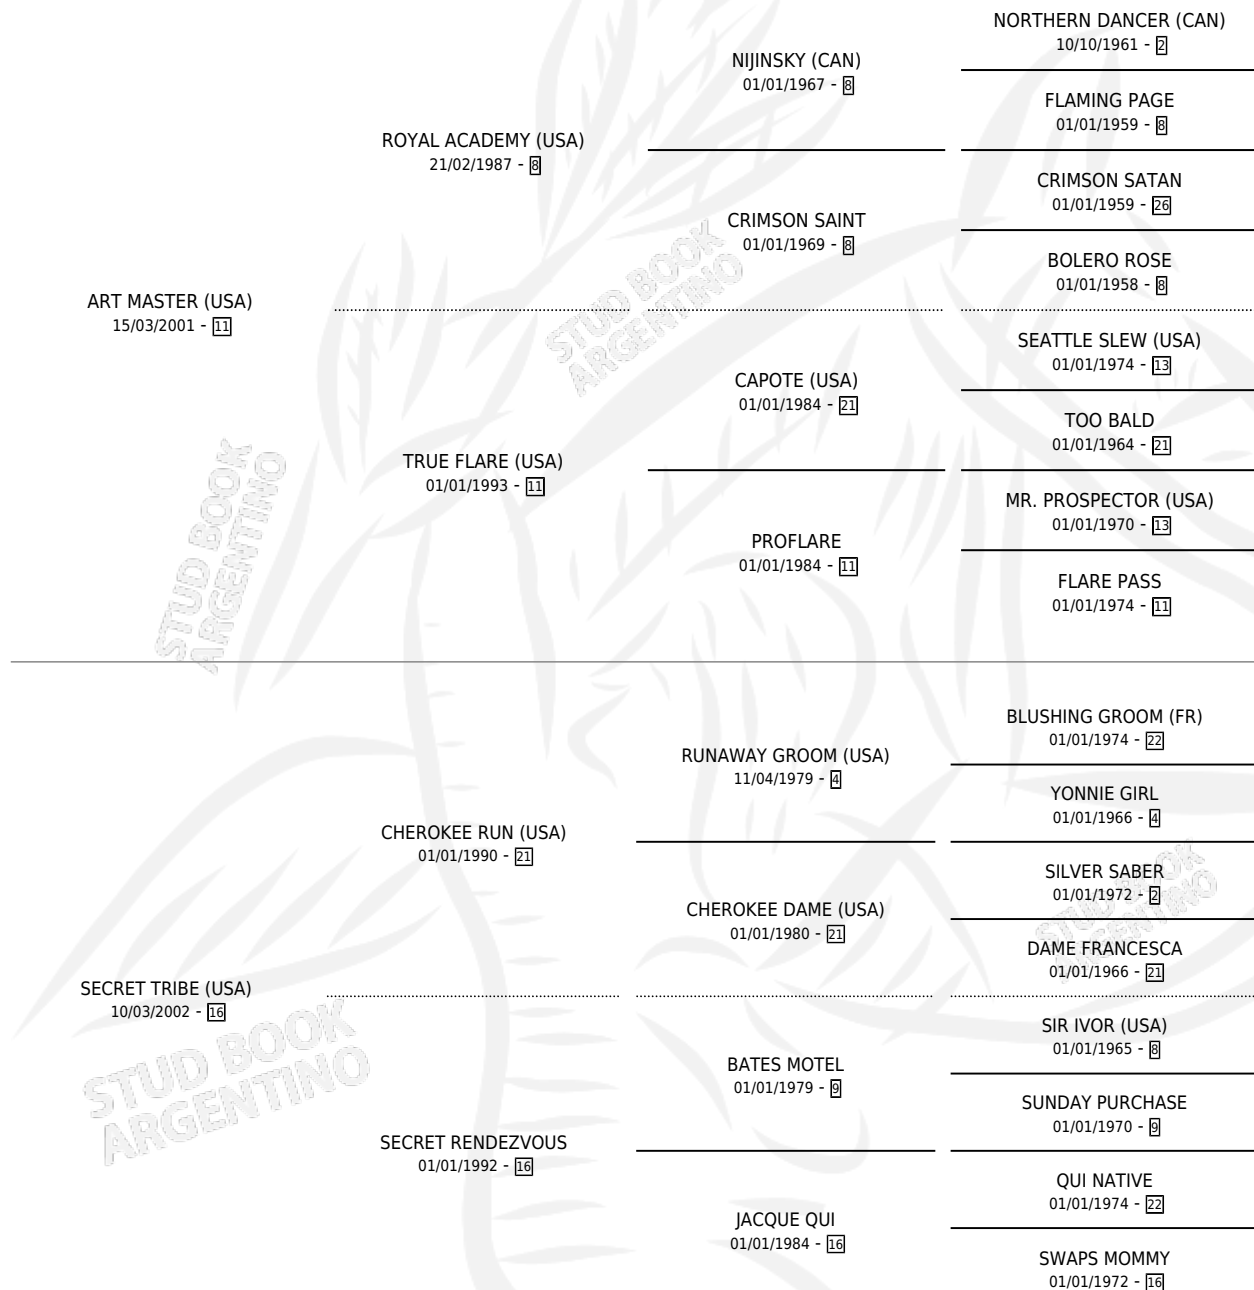 NORTHERN DANCER (CAN)
10/10/1961 - 2
NIJINSKY (CAN)
01/01/1967 - 8
FLAMING PAGE
01/01/1959 - 8
ROYAL ACADEMY (USA)
21/02/1987 - 8
CRIMSON SATAN
01/01/1959 - 26
CRIMSON SAINT
01/01/1969 - 8
BOLERO ROSE
01/01/1958 - 8
ART MASTER (USA)
15/03/2001 - 11
SEATTLE SLEW (USA)
01/01/1974 - 13
CAPOTE (USA)
01/01/1984 - 21
TOO BALD
01/01/1964 - 21
TRUE FLARE (USA)
01/01/1993 - 11
MR. PROSPECTOR (USA)
01/01/1970 - 13
PROFLARE
01/01/1984 - 11
FLARE PASS
01/01/1974 - 11
BLUSHING GROOM (FR)
01/01/1974 - 22
RUNAWAY GROOM (USA)
11/04/1979 - 4
YONNIE GIRL
01/01/1966 - 4
CHEROKEE RUN (USA)
01/01/1990 - 21
SILVER SABER
01/01/1972 - 2
CHEROKEE DAME (USA)
01/01/1980 - 21
DAME FRANCESCA
01/01/1966 - 21
SECRET TRIBE (USA)
10/03/2002 - 16
SIR IVOR (USA)
01/01/1965 - 8
BATES MOTEL
01/01/1979 - 9
SUNDAY PURCHASE
01/01/1970 - 9
SECRET RENDEZVOUS
01/01/1992 - 16
QUI NATIVE
01/01/1974 - 22
JACQUE QUI
01/01/1984 - 16
SWAPS MOMMY
01/01/1972 - 16
STUD BOOK
ARGENTINO
STUD BOOK
ARGENTINO
STUD BOOK
ARGENTINO
STUD BOOK
ARGENTINO